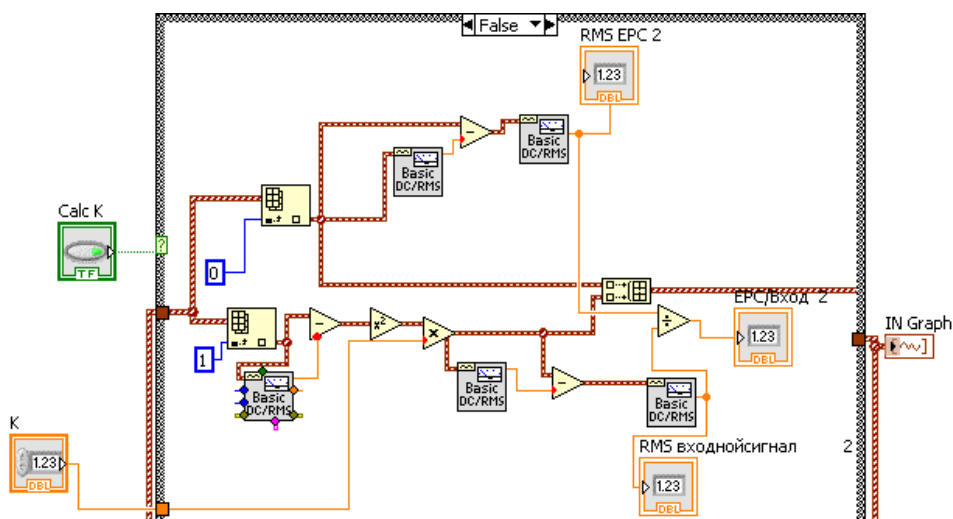 False
RMS EPC 2
1.23
DBL
Basic
DC/RMS
Basic
DC/RMS
Calc K
TF
?
0
ЕРС/Вход 2
1.23
DBL
IN Graph
1
x²
Basic
DC/RMS
Basic
DC/RMS
Basic
DC/RMS
K
1.23
DBL
RMS входнойсигнал 2
1.23
DBL